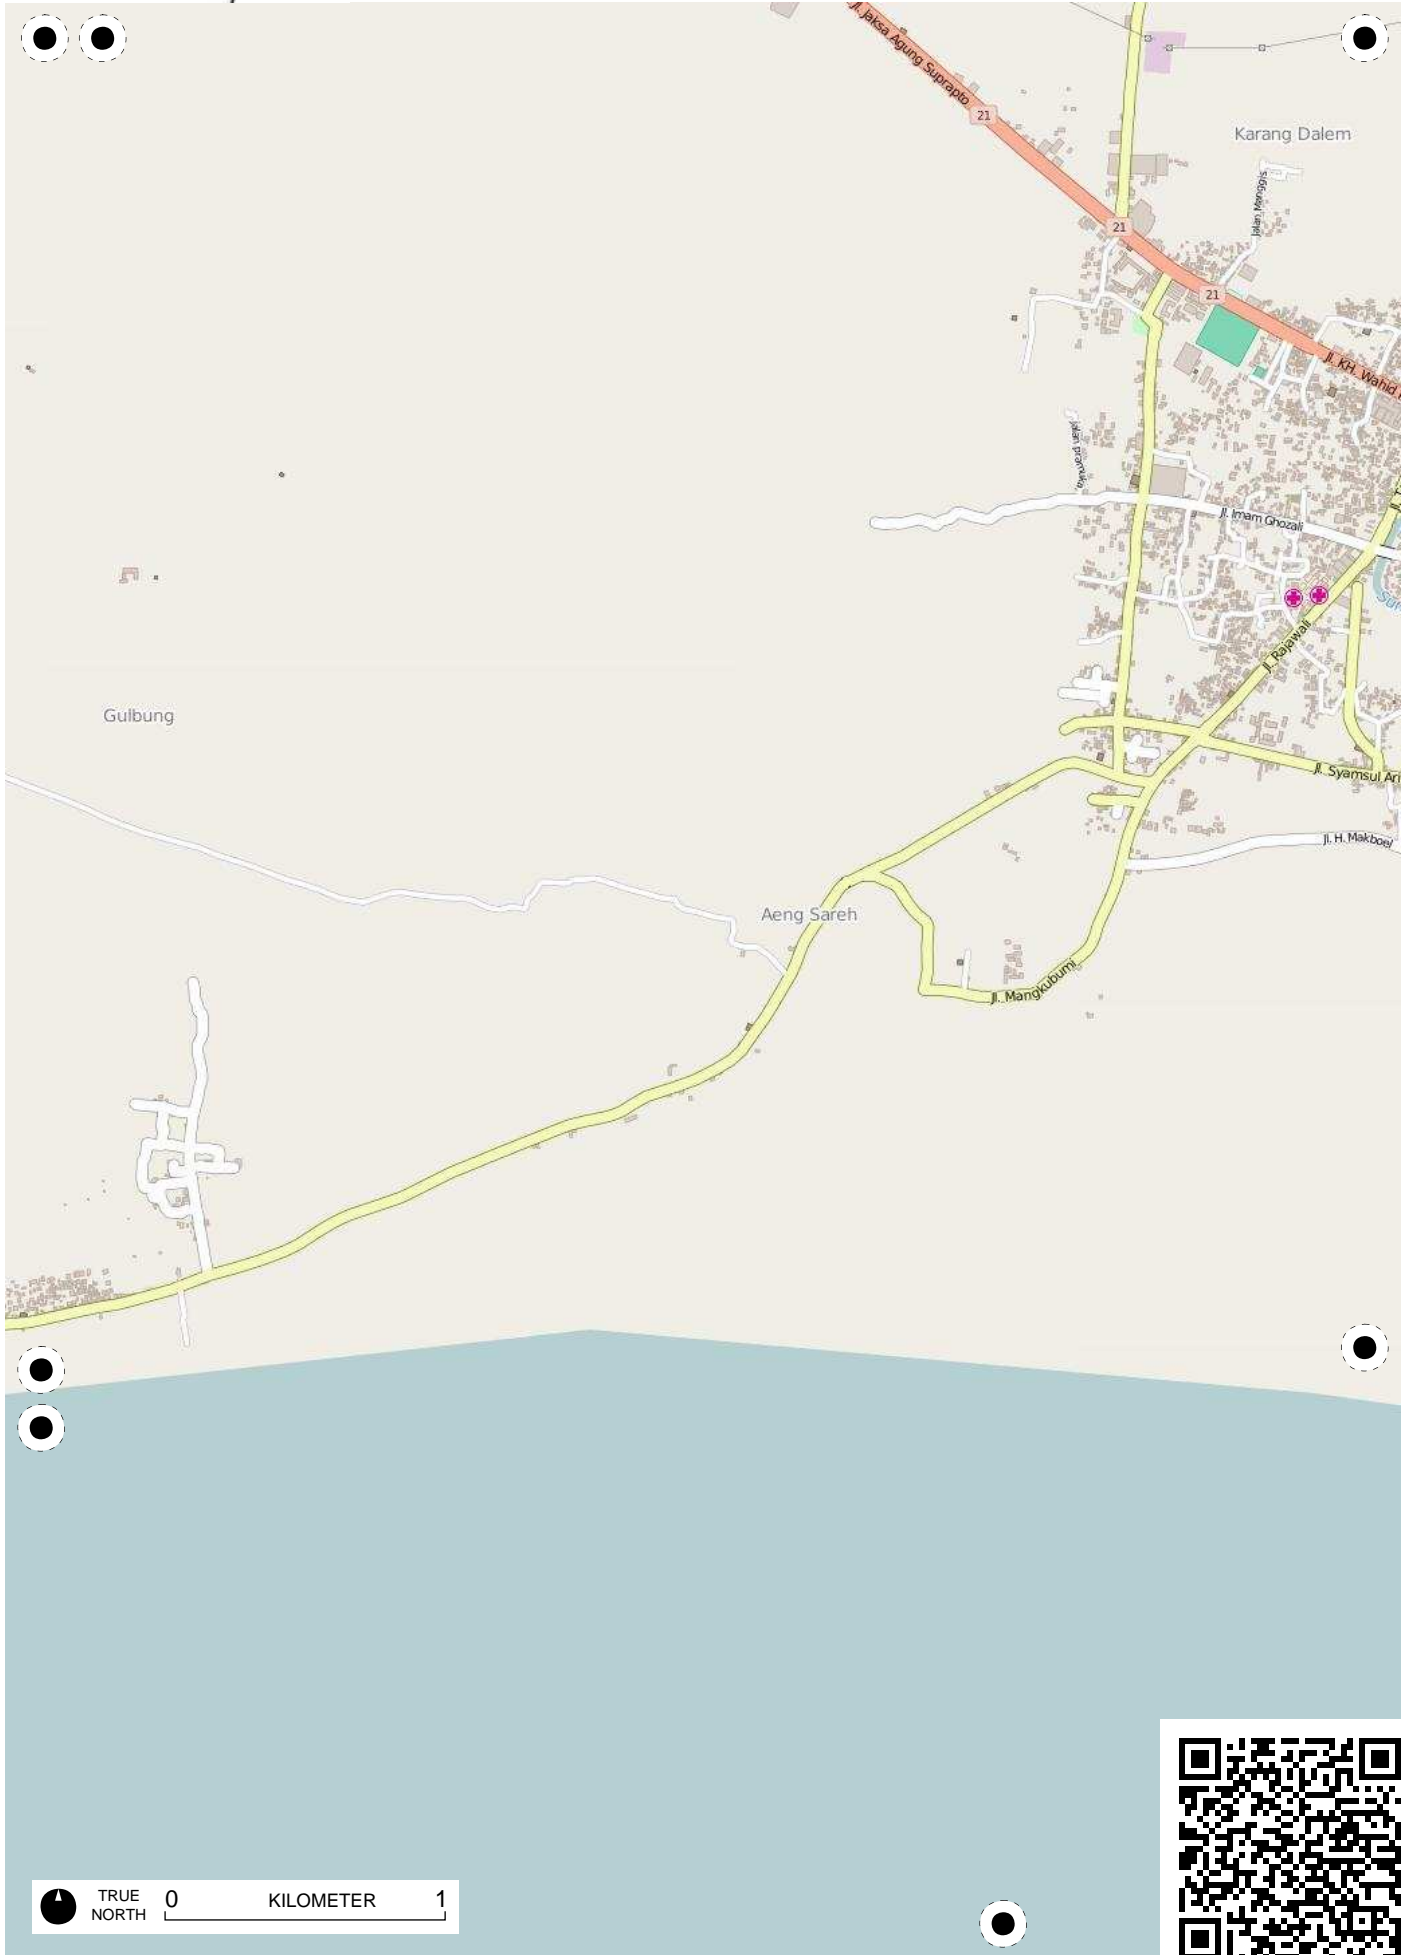 Jl. Jaksa Agung Suprapto
21
Karang Dalem
Jalan Manggis
21
21
Jl. KH. Wahid
jalan pramuka.
Jl. Imam Ghozali
Jl. Rajawali
Gulbung
Jl. Syamsul Ari
Jl. H. Makboel
Aeng Sareh
Jl. Mangkubumi
TRUE NORTH
0 KILOMETER 1